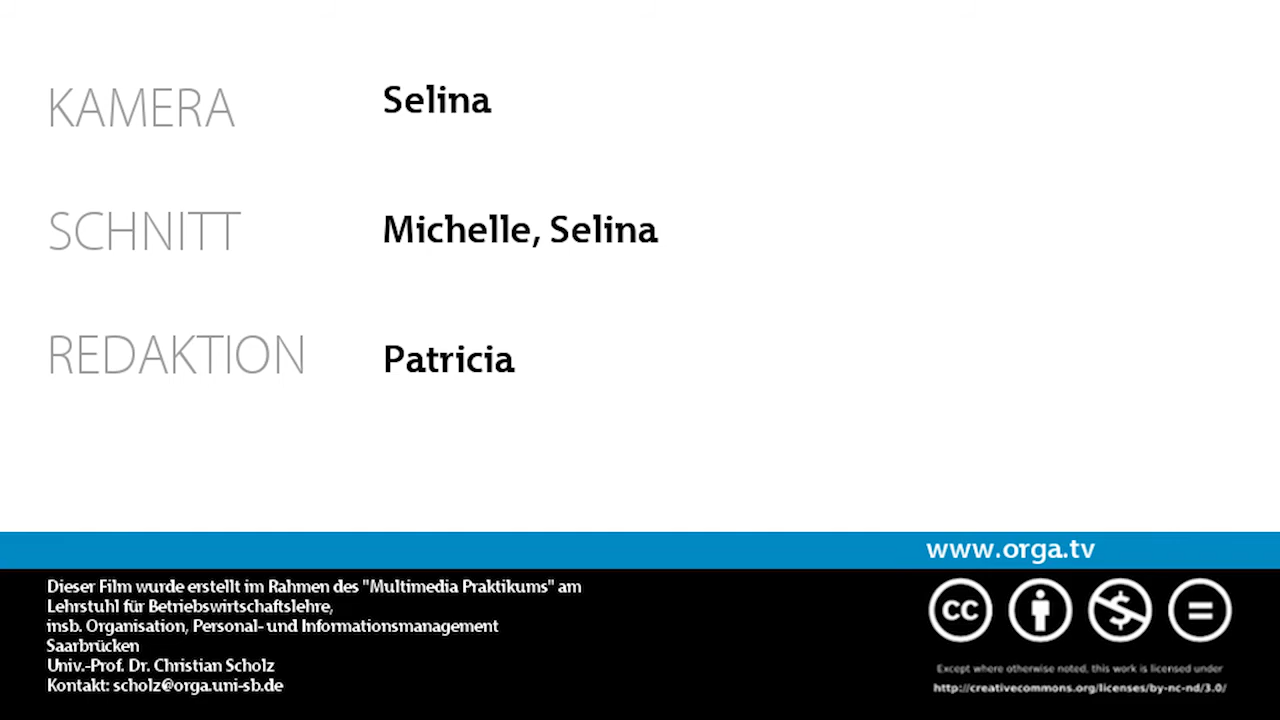 KAMERA Selina
SCHNITT Michelle, Selina
REDAKTION Patricia
www.orga.tv
Dieser Film wurde erstellt im Rahmen des "Multimedia Praktikums" am
Lehrstuhl für Betriebswirtschaftslehre,
insb. Organisation, Personal- und Informationsmanagement
Saarbrücken
Univ.-Prof. Dr. Christian Scholz
Kontakt: scholz@orga.uni-sb.de
cc
Except where otherwise noted, this work is licensed under
http://creativecommons.org/licenses/by-nc-nd/3.0/